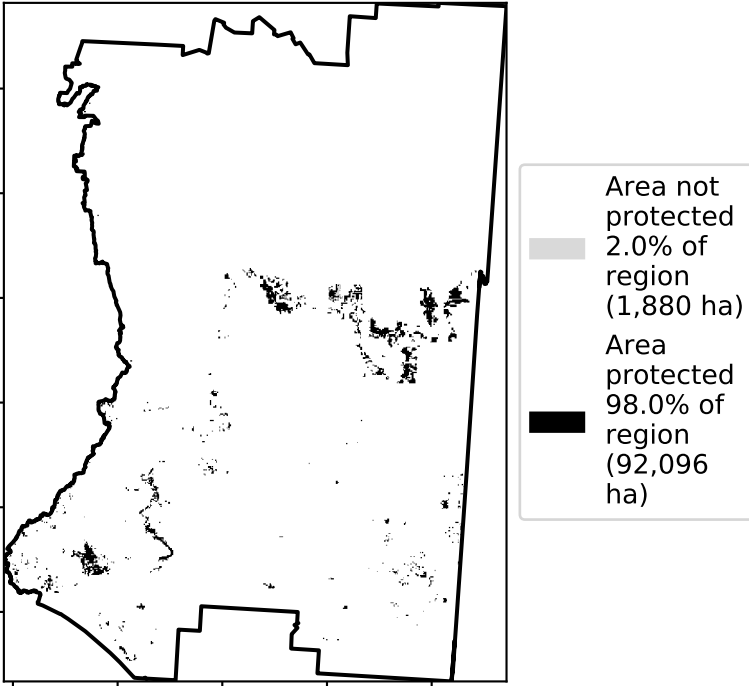 Area not
protected
2.0% of
region
(1,880 ha)
Area
protected
98.0% of
region
(92,096
ha)